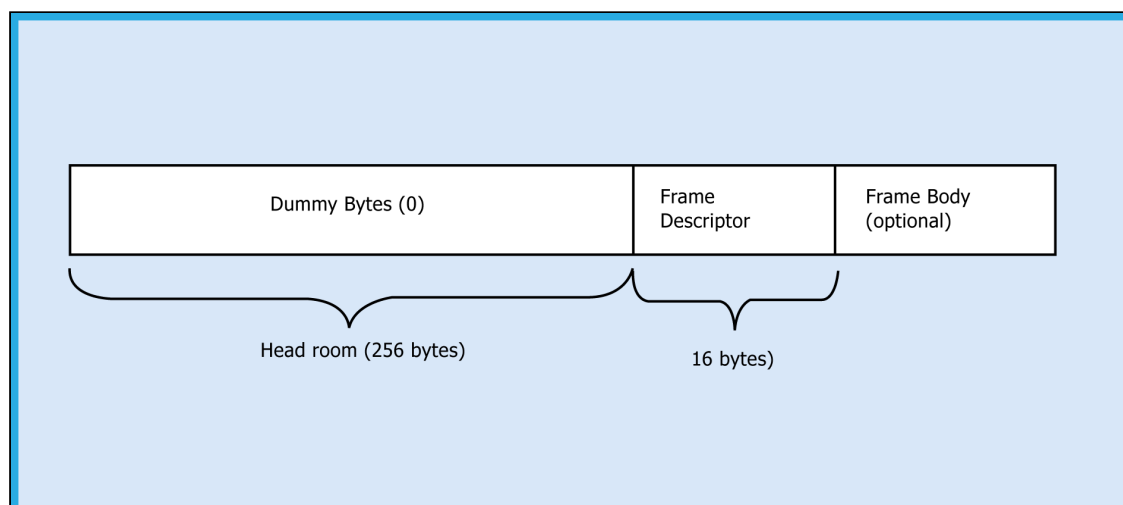 Dummy Bytes (0)
Frame
Descriptor
Frame Body
(optional)
Head room (256 bytes)
16 bytes)